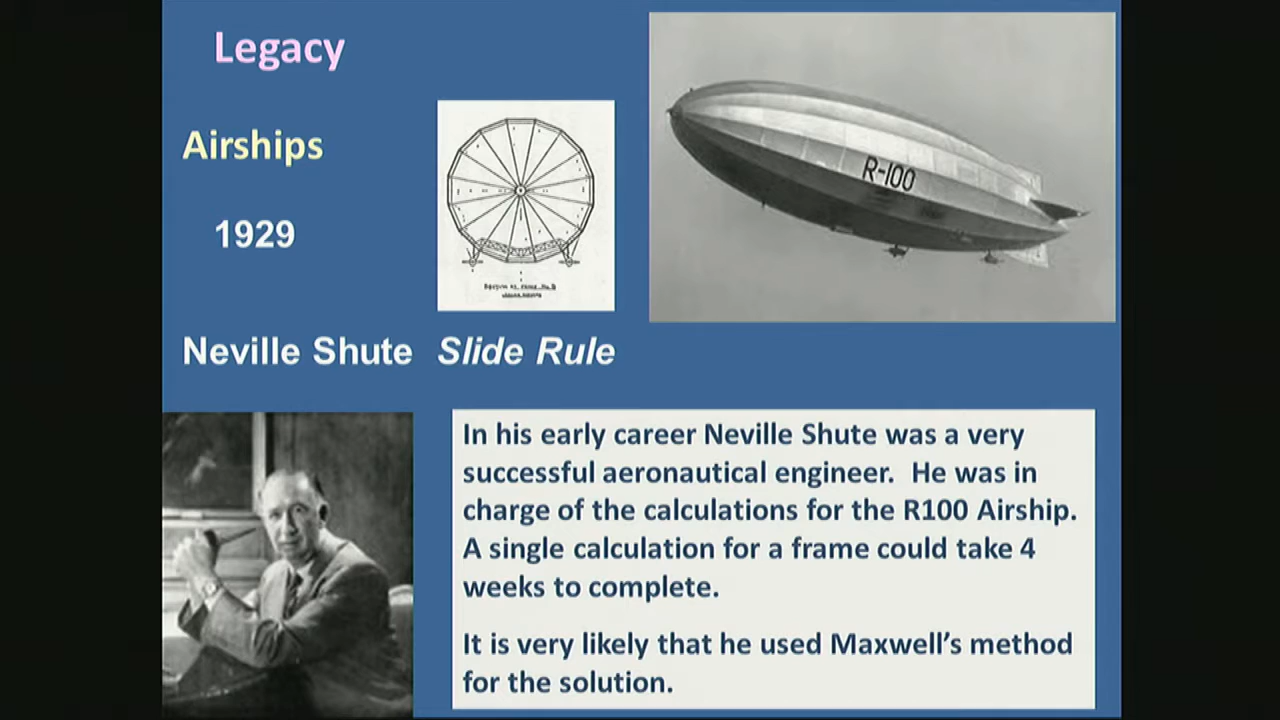 Legacy
Airships
1929
R-100
Neville Shute Slide Rule
In his early career Neville Shute was a very
successful aeronautical engineer. He was in
charge of the calculations for the R100 Airship.
A single calculation for a frame could take 4
weeks to complete.
It is very likely that he used Maxwell's method
for the solution.